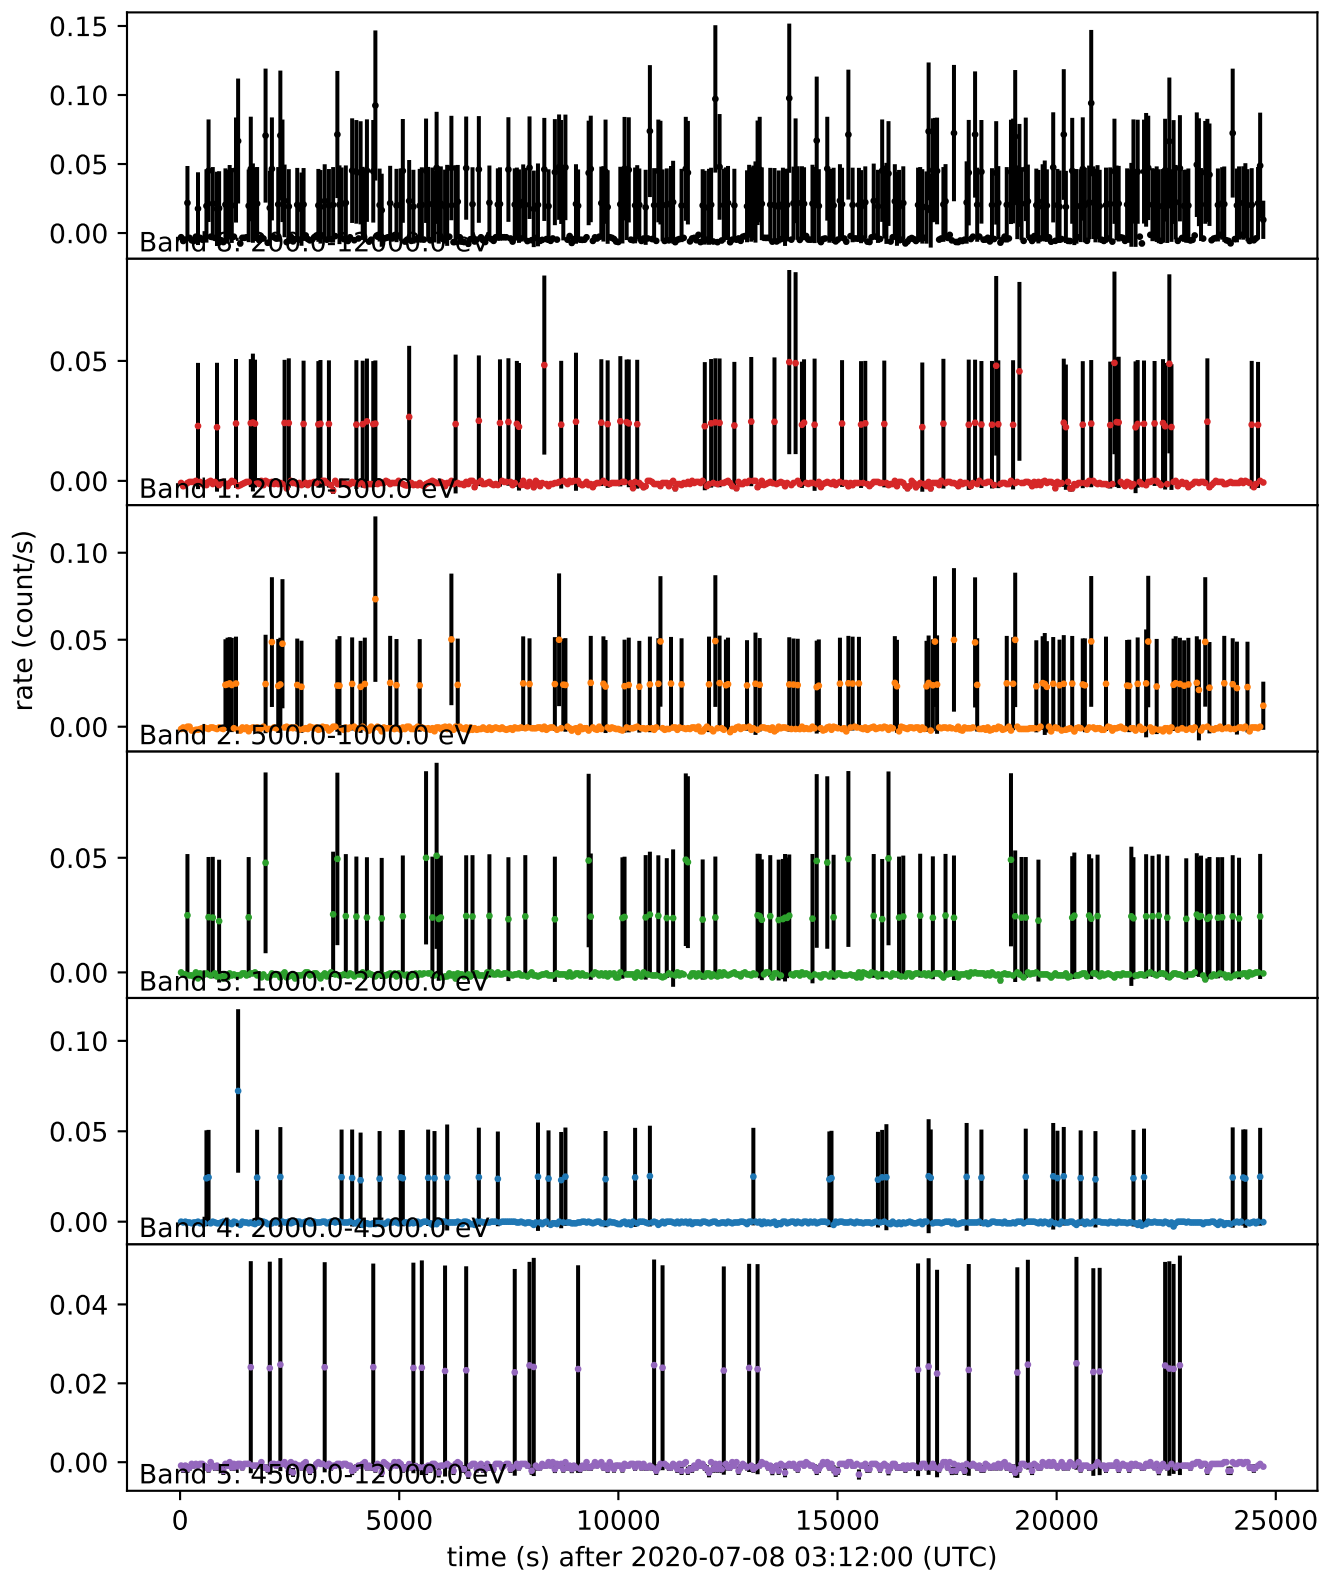 0.15
0.10
0.05
0.00
Band 8: 200.0-12000.0 eV
0.05
0.00
Band 1: 200.0-500.0 eV
rate (count/s)
0.10
0.05
0.00
Band 2: 500.0-1000.0 eV
0.05
0.00
Band 3: 1000.0-2000.0 eV
0.10
0.05
0.00
Band 4: 2000.0-4500.0 eV
0.04
0.02
0.00
Band 5: 4500.0-12000.0 eV
0 5000 10000 15000 20000 25000
time (s) after 2020-07-08 03:12:00 (UTC)